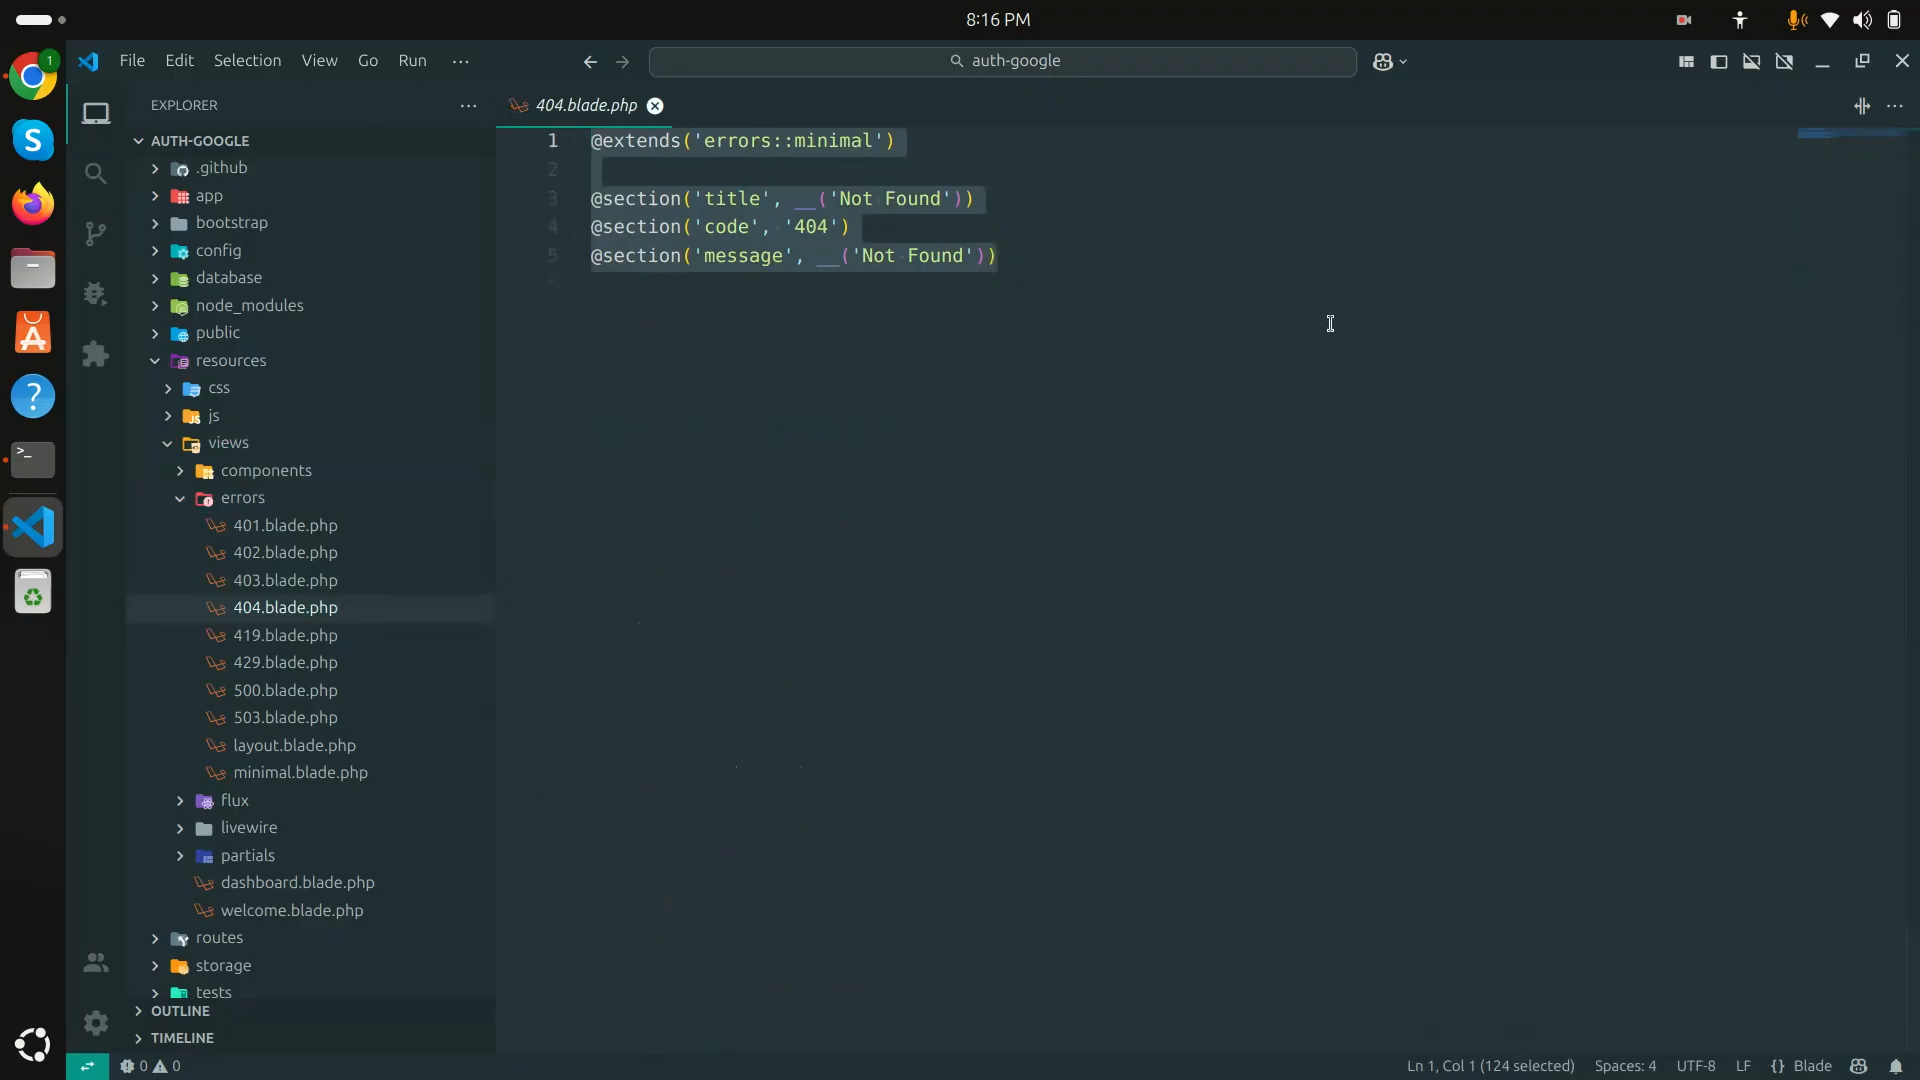 8:16 PM
1
File Edit Selection View Go Run
auth-google
EXPLORER
404.blade.php
AUTH-GOOGLE
.github
app
bootstrap
config
database
node_modules
public
resources
css
js
views
components
errors
401.blade.php
402.blade.php
403.blade.php
404.blade.php
419.blade.php
429.blade.php
500.blade.php
503.blade.php
layout.blade.php
minimal.blade.php
flux
livewire
partials
dashboard.blade.php
welcome.blade.php
routes
storage
tests
OUTLINE
TIMELINE
1 @extends('errors::minimal')
2
3 @section('title', __('Not Found'))
4 @section('code', '404')
5 @section('message', __('Not Found'))
6
0 0
Ln 1, Col 1 (124 selected) Spaces: 4 UTF-8 LF {} Blade